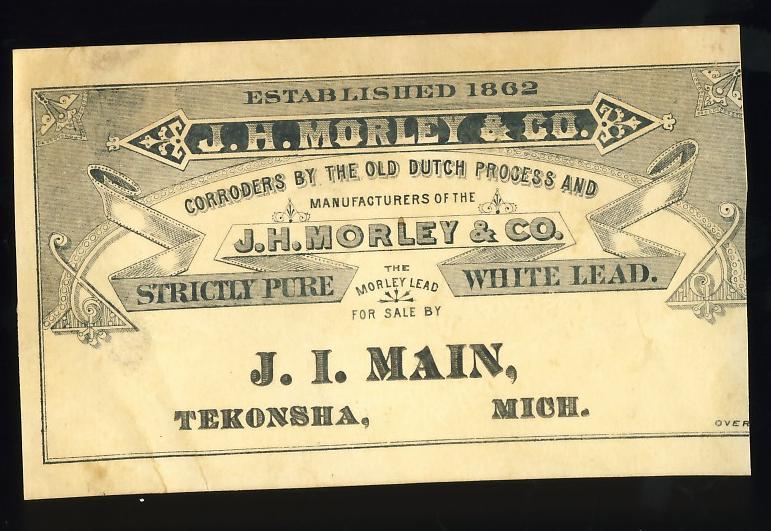 ESTABLISHED 1862
J. H. MORLEY & CO.
CORRODERS BY THE OLD DUTCH PROCESS AND
MANUFACTURERS OF THE
J. H. MORLEY & CO.
STRICTLY PURE WHITE LEAD.
THE
MORLEY LEAD
FOR SALE BY
J. I. MAIN,
TEKONSHA, MICH.
OVER